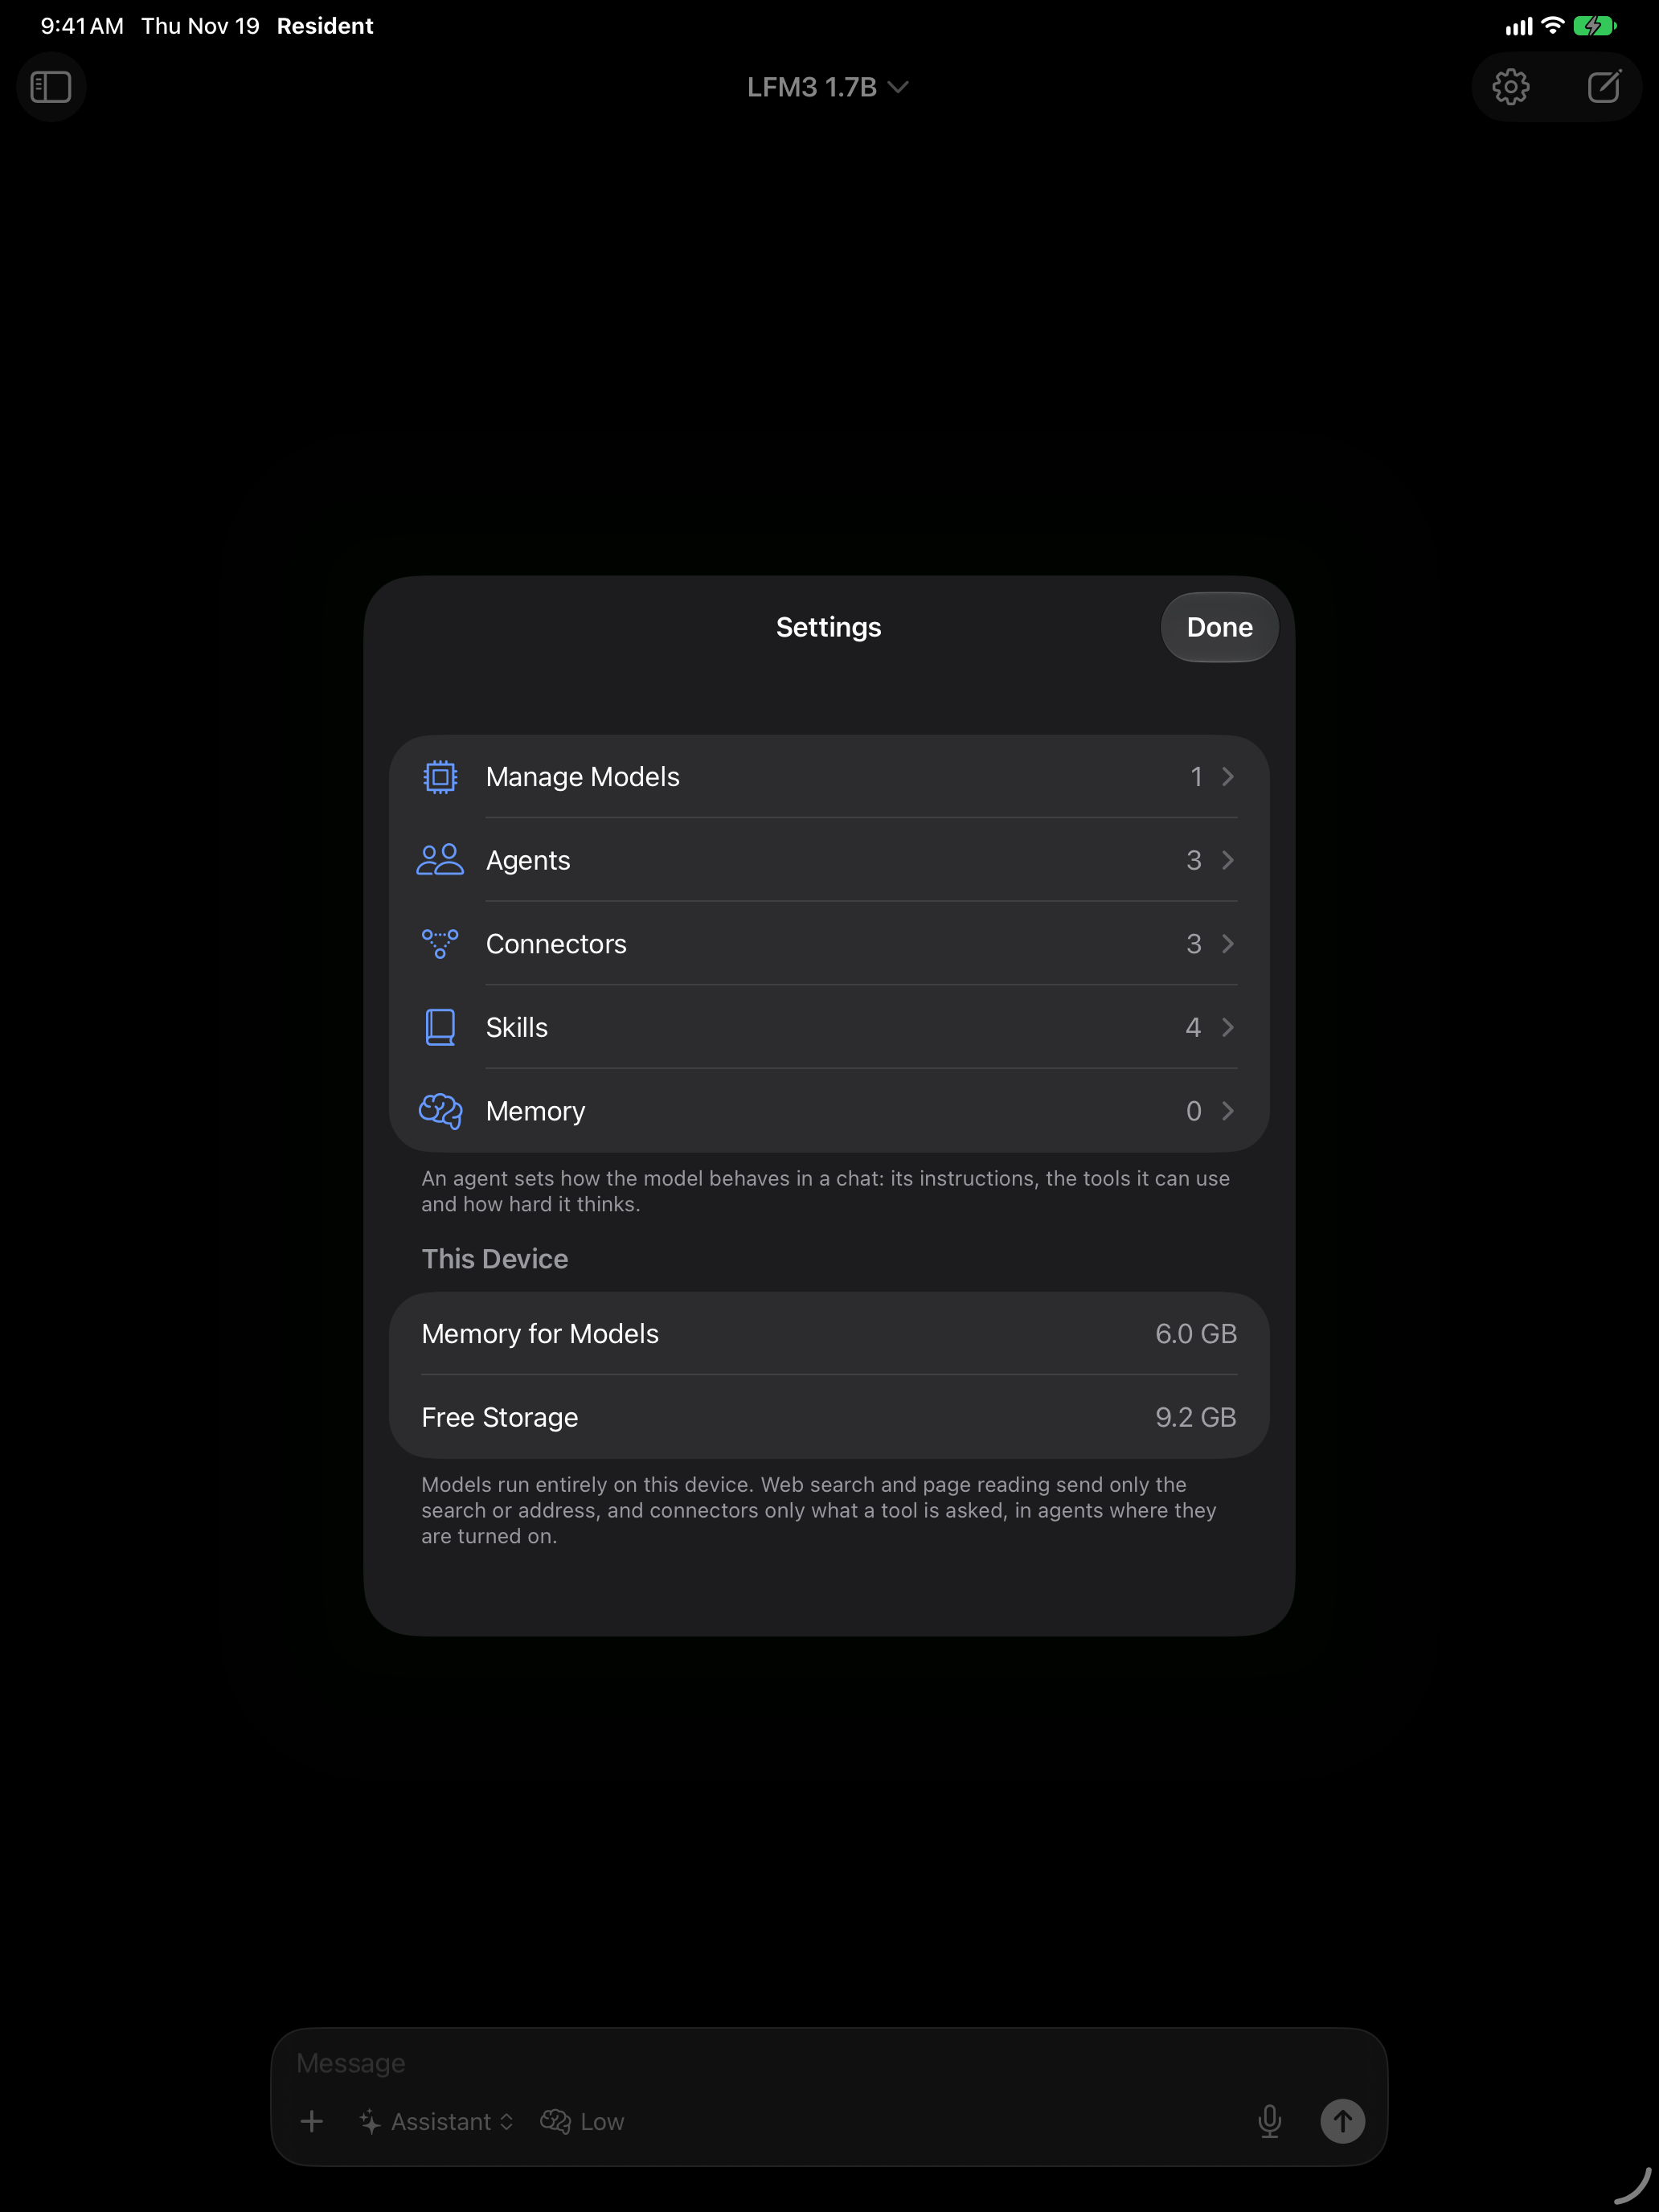 9:41 AM Thu Nov 19 Resident
LFM3 1.7B
Settings
Done
Manage Models 1
Agents 3
Connectors 3
Skills 4
Memory 0
An agent sets how the model behaves in a chat: its instructions, the tools it can use
and how hard it thinks.
This Device
Memory for Models 6.0 GB
Free Storage 9.2 GB
Models run entirely on this device. Web search and page reading send only the
search or address, and connectors only what a tool is asked, in agents where they
are turned on.
Message
Assistant Low